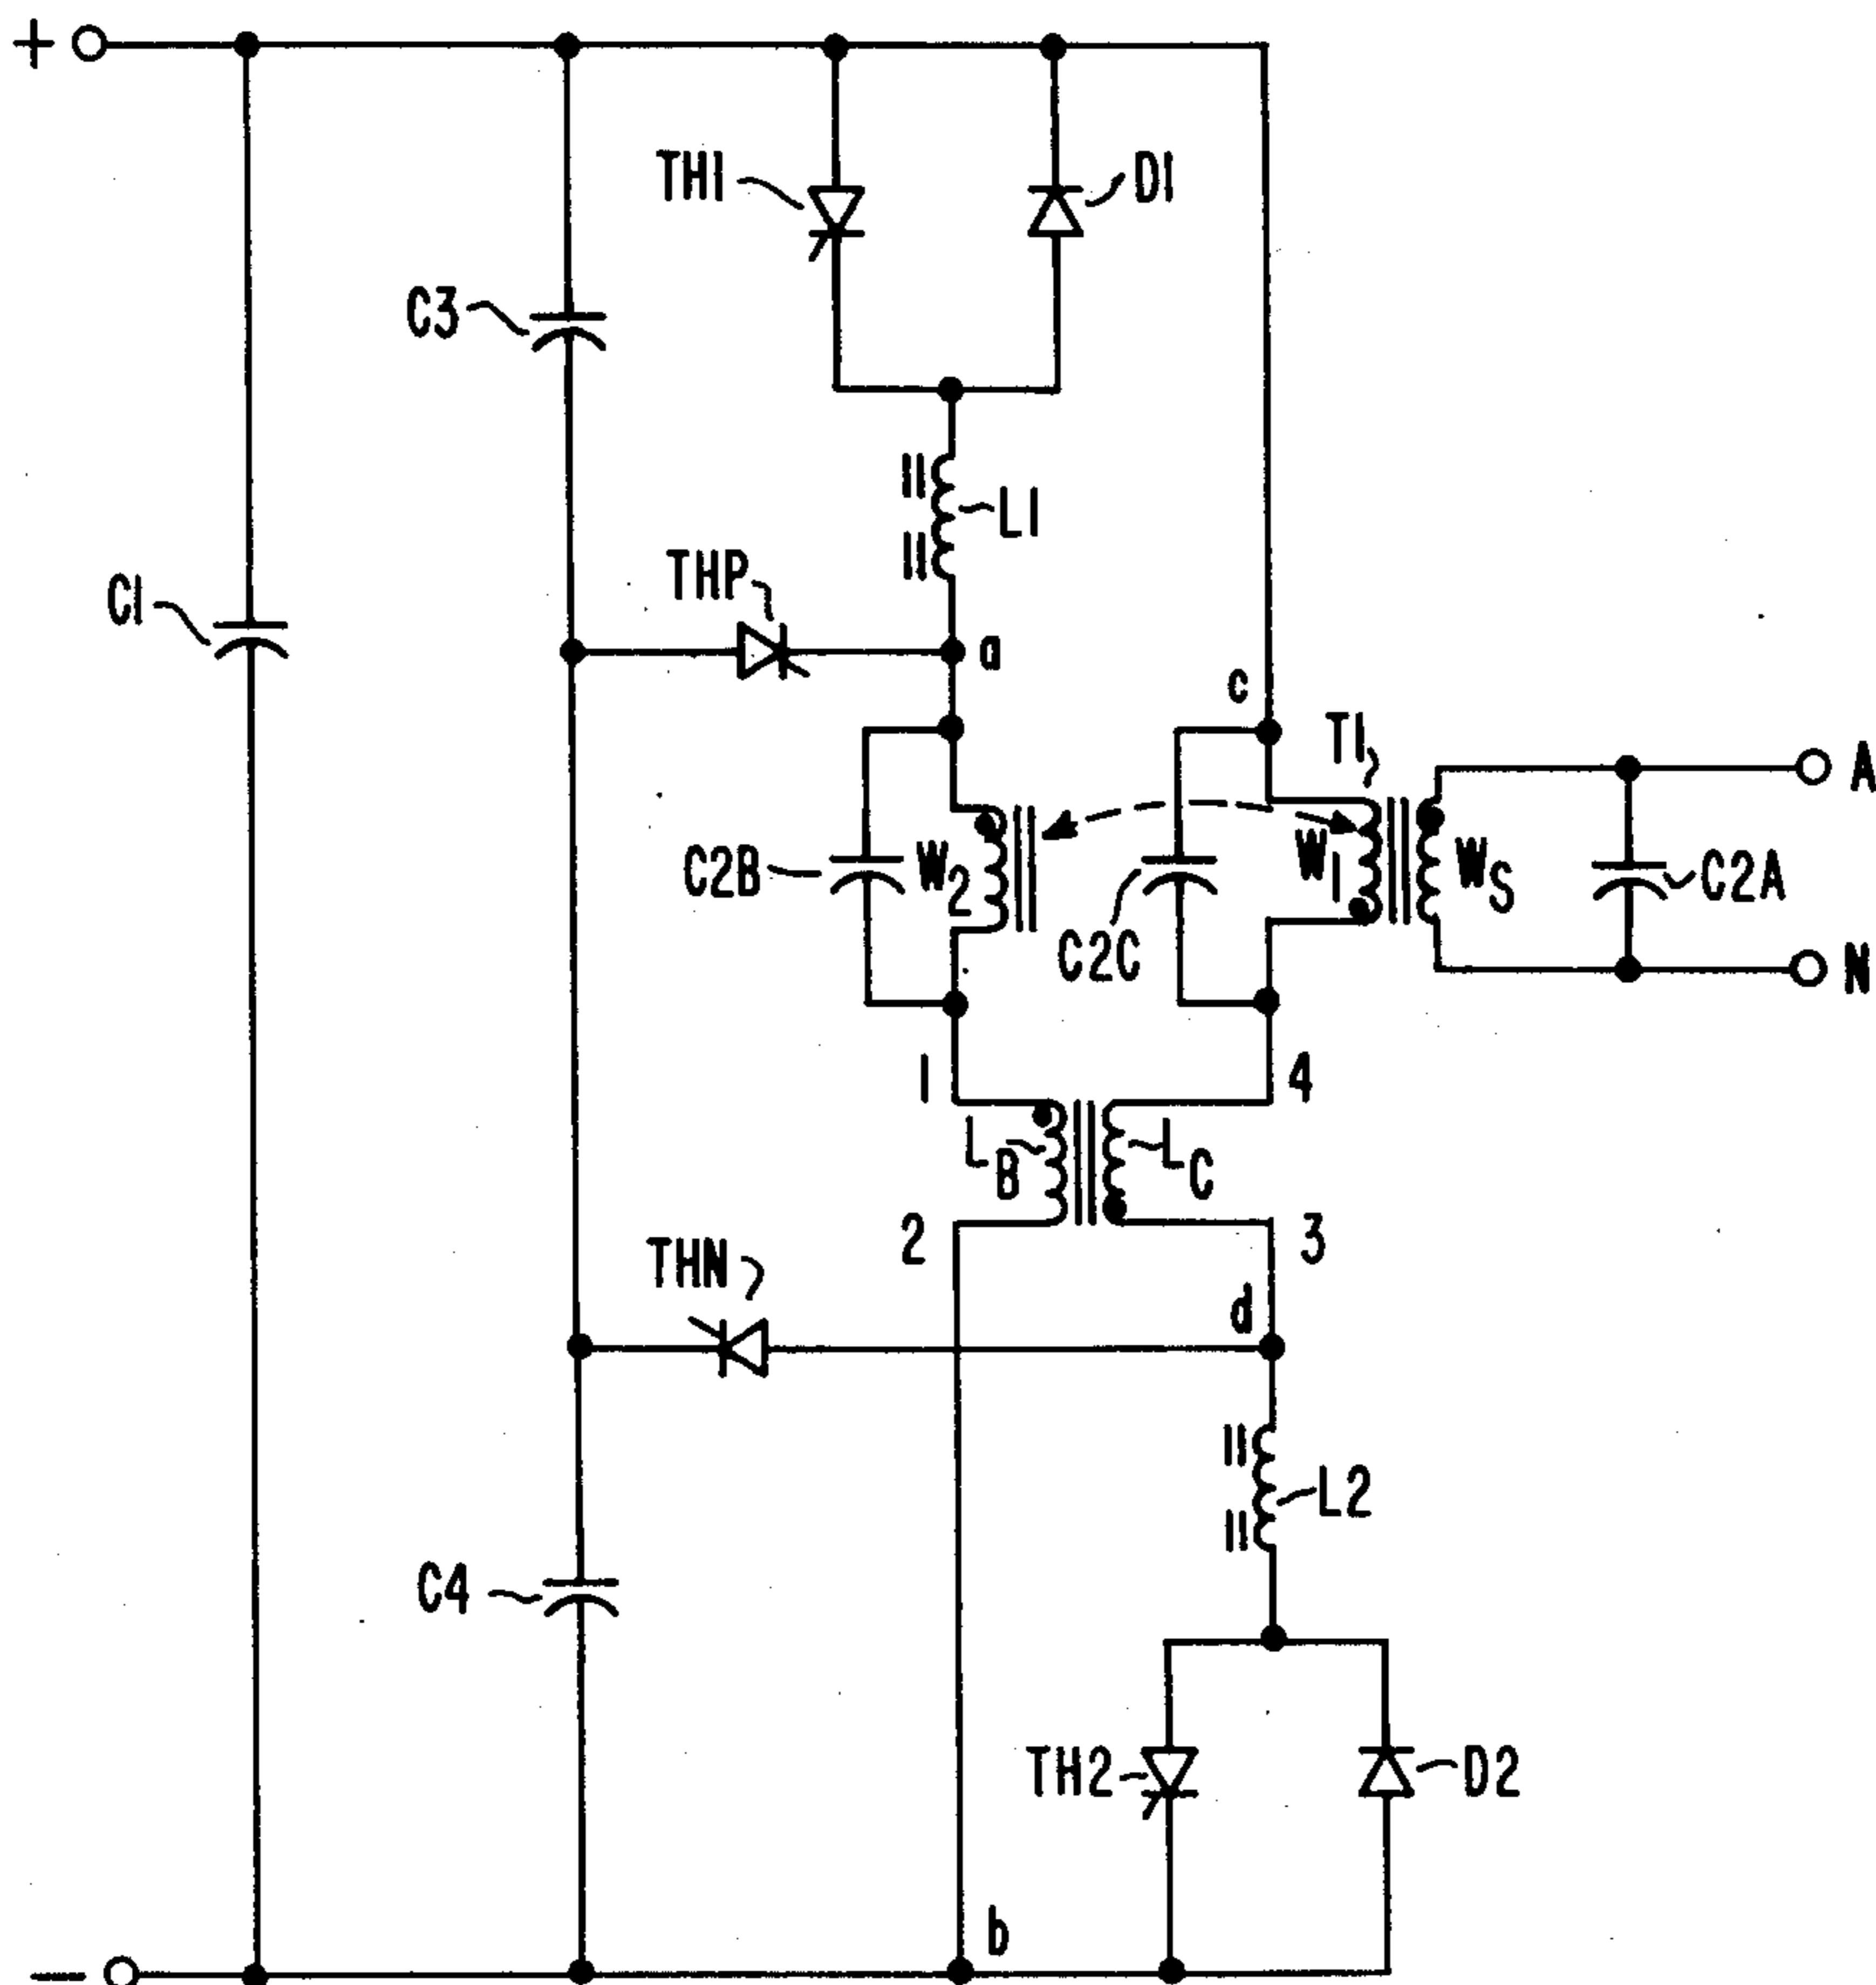 +
TH1
D1
C3
L1
THP
C1
a
c
T1
A
C2B
W2
W1
WS
C2A
C2C
N
1
4
LB
LC
2
3
THN
d
L2
C4
TH2
D2
b
−